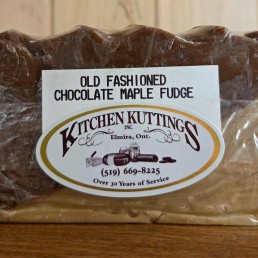 OLD FASHIONED
CHOCOLATE MAPLE FUDGE
KITCHEN KUTTINGS
INC
Elmira, Ont.
(519) 669-8225
Over 30 Years of Service